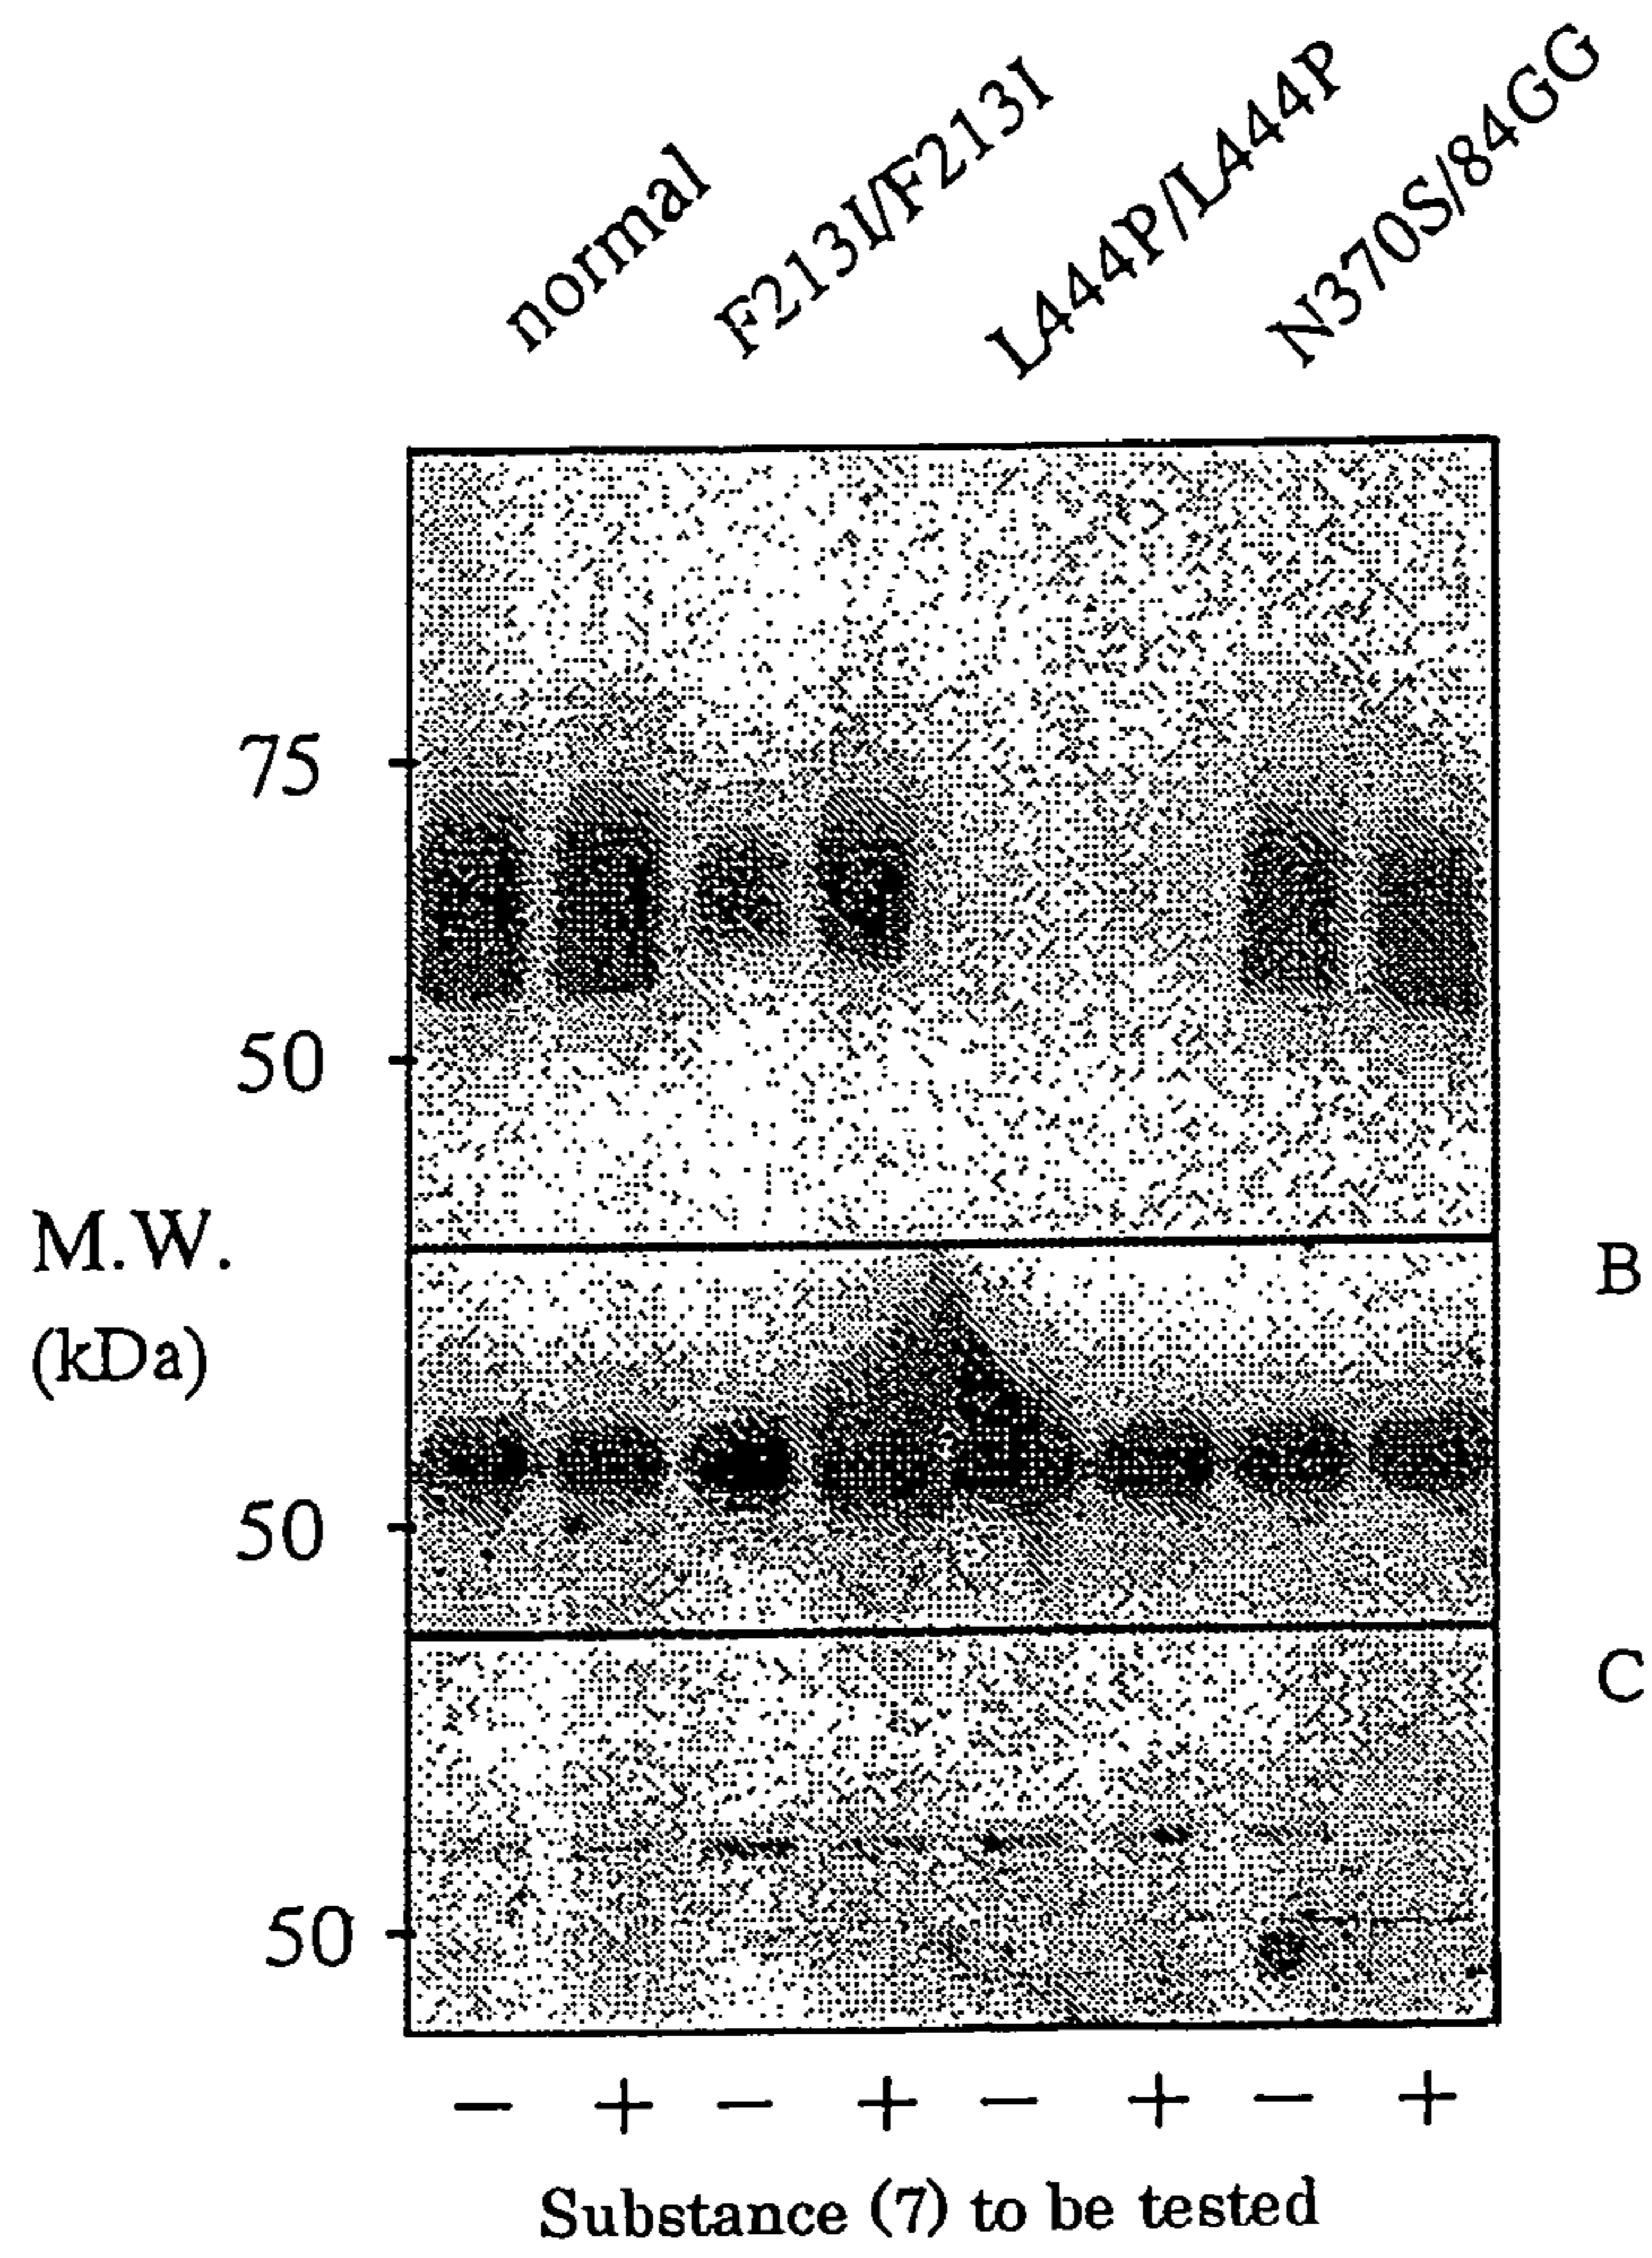 normal
F213I/F213I
L444P/L444P
N370S/84GG
75
50
M.W.
(kDa)
B
50
C
50
− + − + − + − +
Substance (7) to be tested